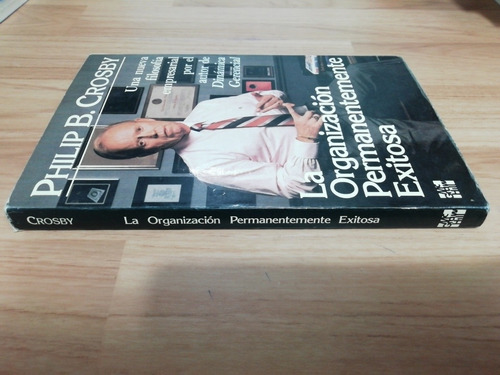 PHILIP B. CROSBY
Una nueva
filosofía
empresarial
por el
autor de
Dinámica
Gerencial
La
Organización
Permanentemente
Exitosa
CROSBY La Organización Permanentemente Exitosa